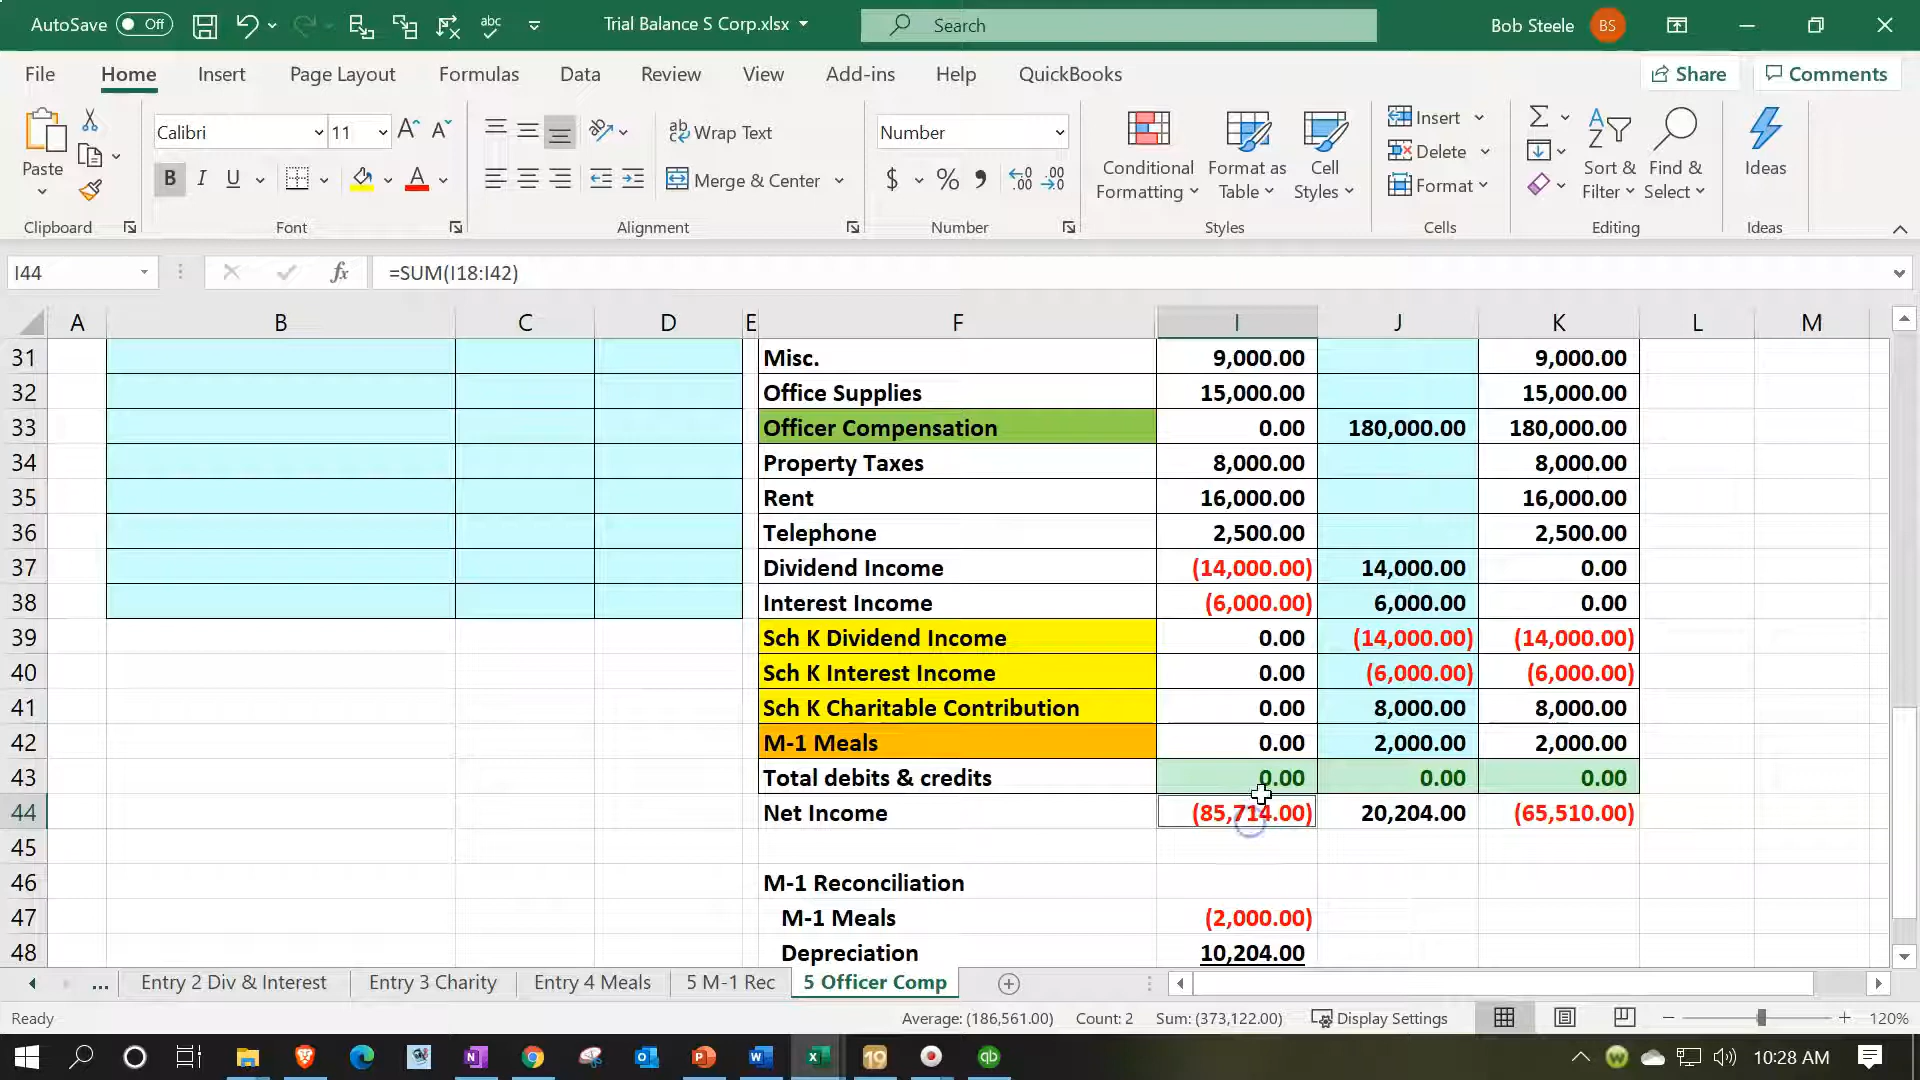 AutoSave Off abc Trial Balance S Corp.xlsx Search Bob Steele BS
File Home Insert Page Layout Formulas Data Review View Add-ins Help QuickBooks Share Comments
Paste Calibri 11 A A ab Wrap Text Number Conditional Formatting Format as Table Cell Styles Insert Sort & Filter Find & Select Ideas
B I U A Merge & Center $ % Delete
Format
Clipboard Font Alignment Number Styles Cells Editing Ideas
I44 fx =SUM(I18:I42)
A B C D E F I J K L M
31 Misc. 9,000.00 9,000.00
32 Office Supplies 15,000.00 15,000.00
33 Officer Compensation 0.00 180,000.00 180,000.00
34 Property Taxes 8,000.00 8,000.00
35 Rent 16,000.00 16,000.00
36 Telephone 2,500.00 2,500.00
37 Dividend Income (14,000.00) 14,000.00 0.00
38 Interest Income (6,000.00) 6,000.00 0.00
39 Sch K Dividend Income 0.00 (14,000.00) (14,000.00)
40 Sch K Interest Income 0.00 (6,000.00) (6,000.00)
41 Sch K Charitable Contribution 0.00 8,000.00 8,000.00
42 M-1 Meals 0.00 2,000.00 2,000.00
43 Total debits & credits 0.00 0.00 0.00
44 Net Income (85,714.00) 20,204.00 (65,510.00)
45
46 M-1 Reconciliation
47 M-1 Meals (2,000.00)
48 Depreciation 10,204.00
... Entry 2 Div & Interest Entry 3 Charity Entry 4 Meals 5 M-1 Rec 5 Officer Comp
Ready Average: (186,561.00) Count: 2 Sum: (373,122.00) Display Settings 120%
10:28 AM